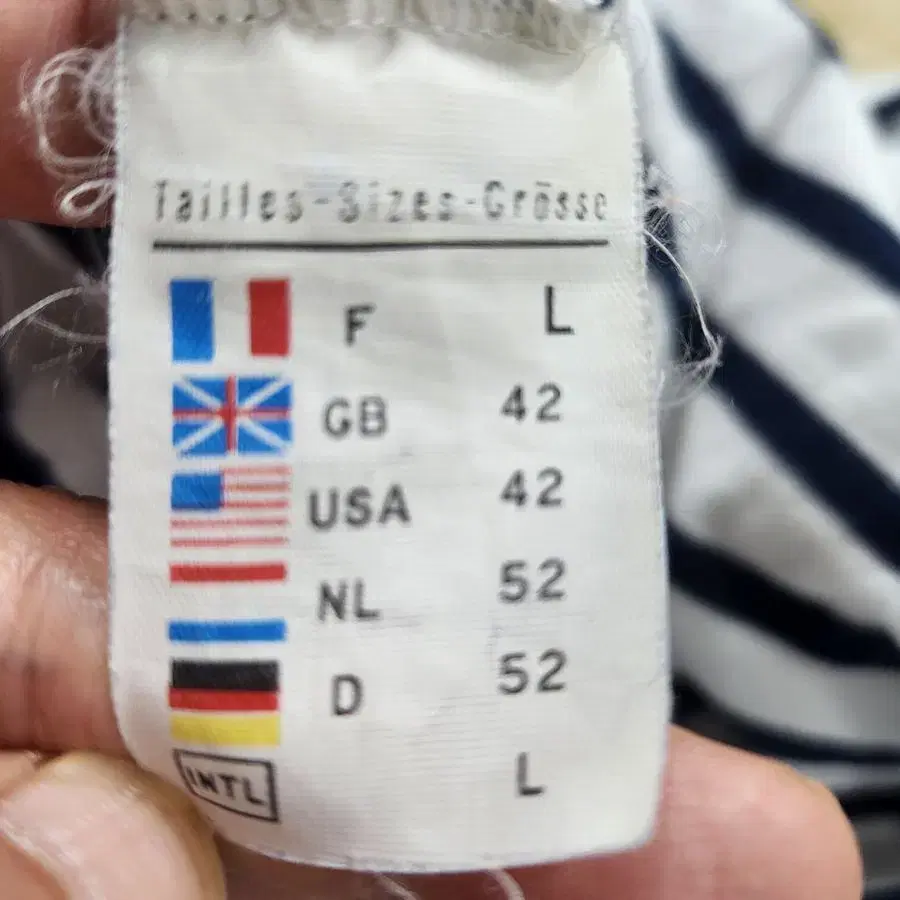 Tailles-Sizes-Grösse
F L
GB 42
USA 42
NL 52
D 52
INTL L